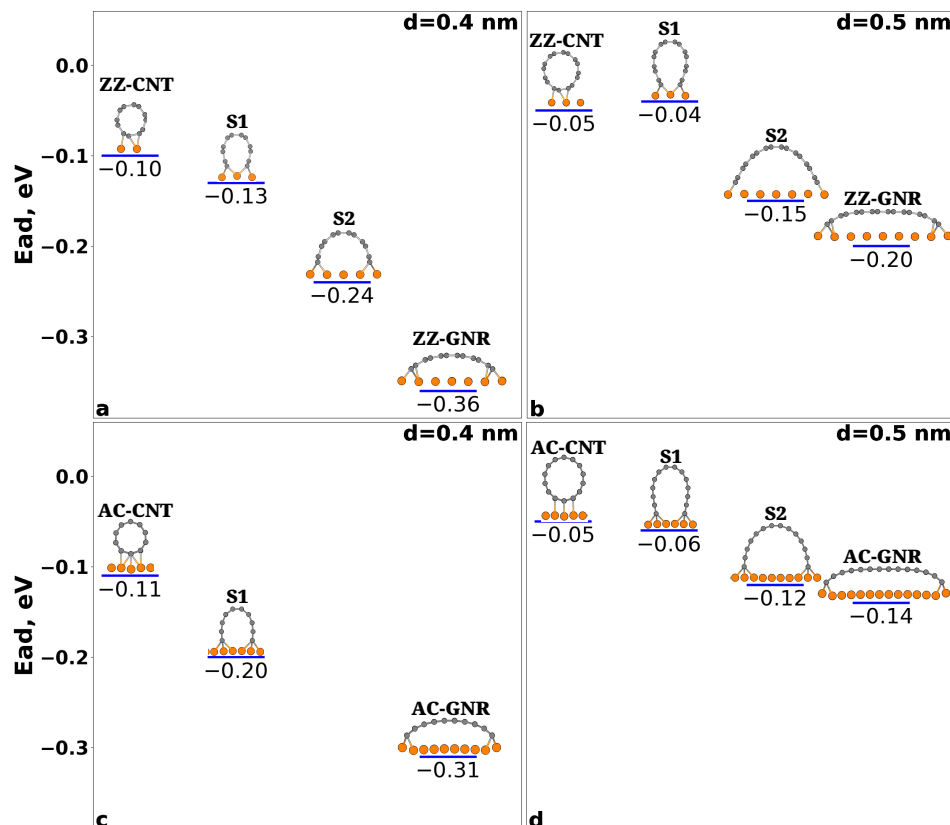 d=0.4 nm
Ead, eV
0.0
−0.1
−0.2
−0.3
ZZ-CNT
−0.10
S1
−0.13
S2
−0.24
ZZ-GNR
−0.36
a
d=0.5 nm
ZZ-CNT
−0.05
S1
−0.04
S2
−0.15
ZZ-GNR
−0.20
b
d=0.4 nm
Ead, eV
0.0
−0.1
−0.2
−0.3
AC-CNT
−0.11
S1
−0.20
AC-GNR
−0.31
c
d=0.5 nm
AC-CNT
−0.05
S1
−0.06
S2
−0.12
AC-GNR
−0.14
d